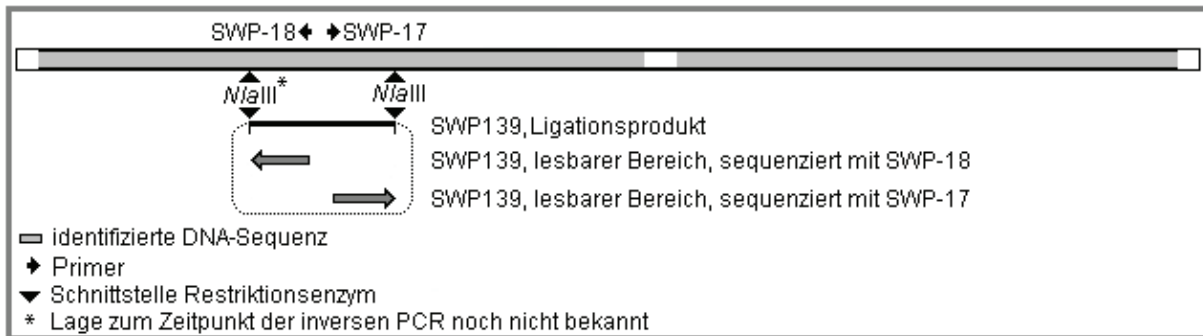 SWP-18 SWP-17
NlaIII* NlaIII
SWP139, Ligationsprodukt
SWP139, lesbarer Bereich, sequenziert mit SWP-18
SWP139, lesbarer Bereich, sequenziert mit SWP-17
identifizierte DNA-Sequenz
Primer
Schnittstelle Restriktionsenzym
* Lage zum Zeitpunkt der inversen PCR noch nicht bekannt